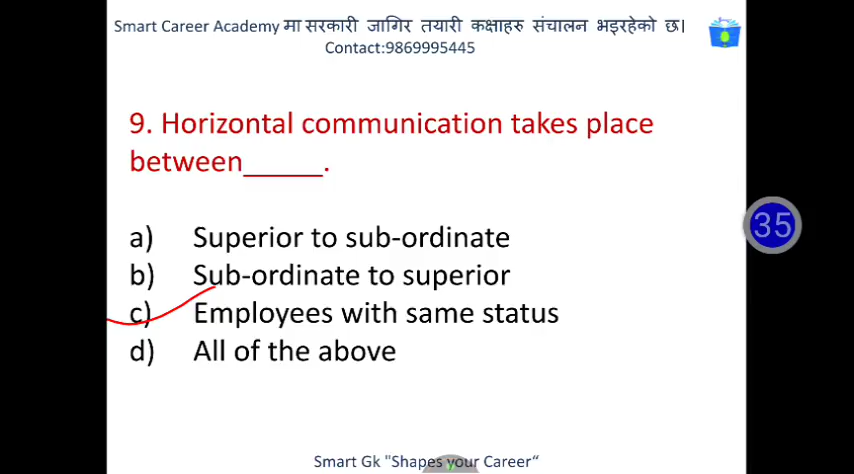 Smart Career Academy मा सरकारी जागिर तयारी कक्षाहरु संचालन भइरहेको छ।
Contact:9869995445
9. Horizontal communication takes place
between_____.
35
a) Superior to sub-ordinate
b) Sub-ordinate to superior
c) Employees with same status
d) All of the above
Smart Gk "Shapes your Career“